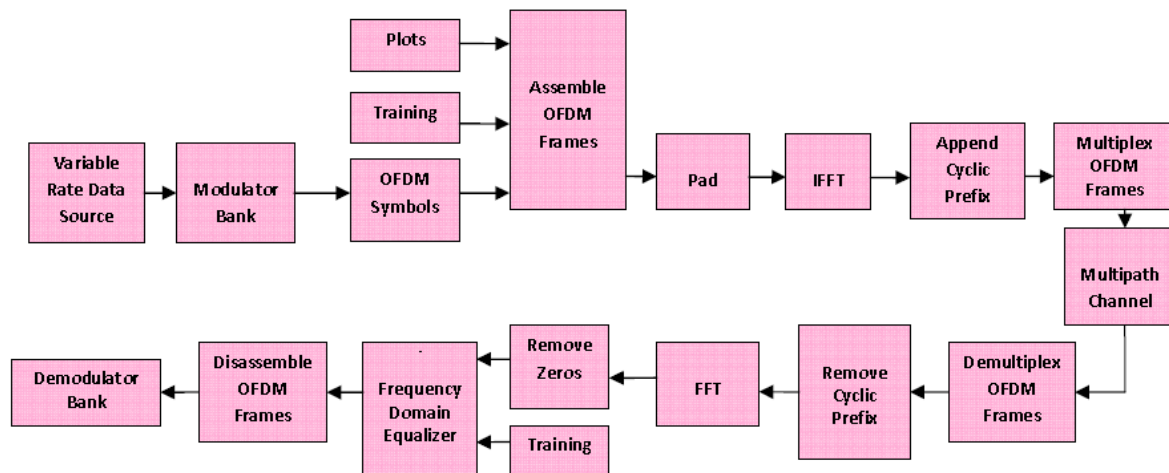 Plots
Training
Variable
Rate Data
Source
Modulator
Bank
OFDM
Symbols
Assemble
OFDM
Frames
Pad
IFFT
Append
Cyclic
Prefix
Multiplex
OFDM
Frames
Multipath
Channel
Demultiplex
OFDM
Frames
Remove
Cyclic
Prefix
FFT
Remove
Zeros
Training
Frequency
Domain
Equalizer
Disassemble
OFDM
Frames
Demodulator
Bank